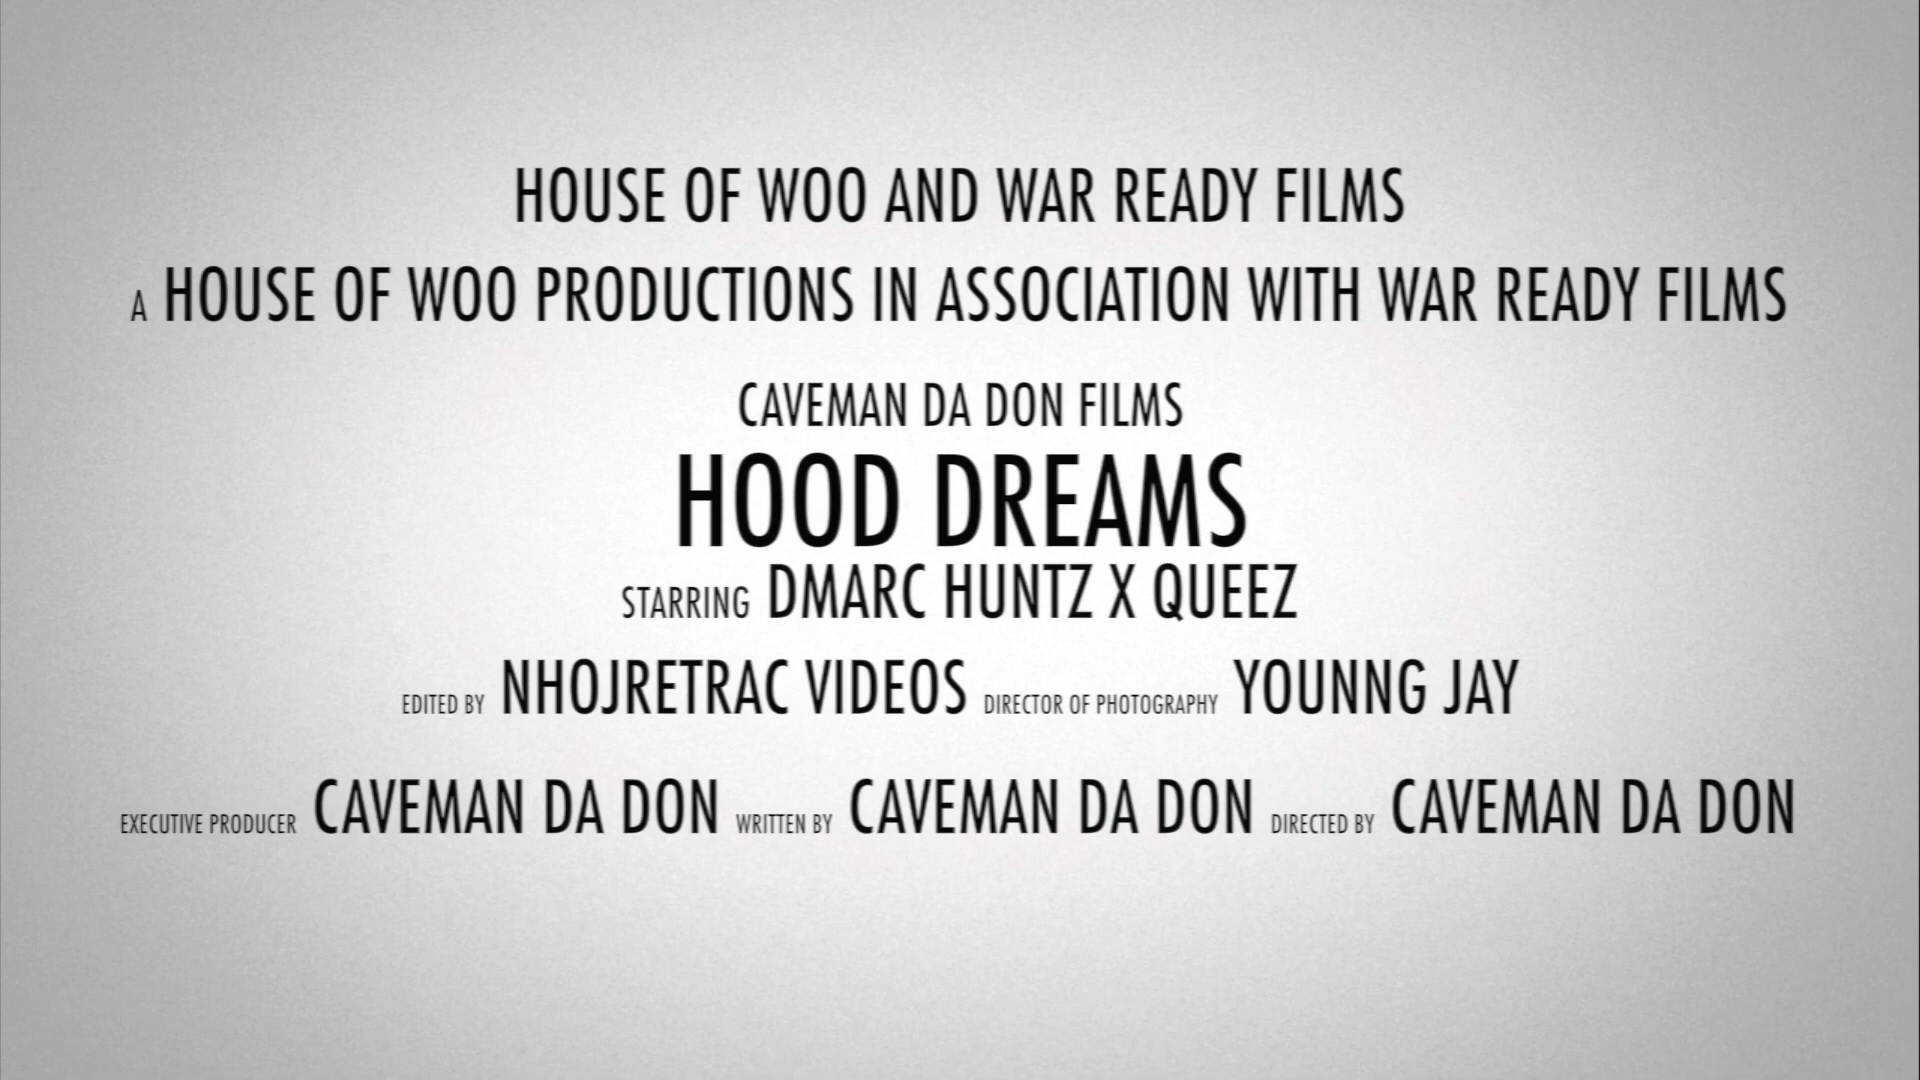 HOUSE OF WOO AND WAR READY FILMS
A HOUSE OF WOO PRODUCTIONS IN ASSOCIATION WITH WAR READY FILMS
CAVEMAN DA DON FILMS
HOOD DREAMS
STARRING DMARC HUNTZ X QUEEZ
EDITED BY NHOJRETRAC VIDEOS DIRECTOR OF PHOTOGRAPHY YOUNNG JAY
EXECUTIVE PRODUCER CAVEMAN DA DON WRITTEN BY CAVEMAN DA DON DIRECTED BY CAVEMAN DA DON